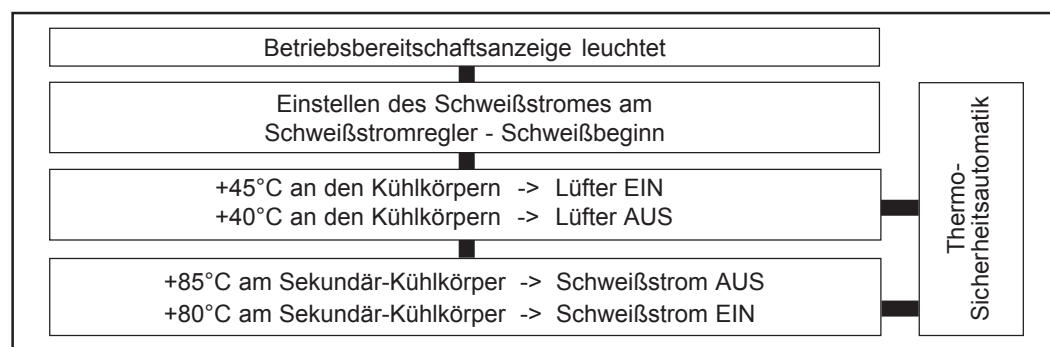 Betriebsbereitschaftsanzeige leuchtet
Einstellen des Schweißstromes am
Schweißstromregler - Schweißbeginn
+45°C an den Kühlkörpern -> Lüfter EIN
+40°C an den Kühlkörpern -> Lüfter AUS
+85°C am Sekundär-Kühlkörper -> Schweißstrom AUS
+80°C am Sekundär-Kühlkörper -> Schweißstrom EIN
Thermo-
Sicherheitsautomatik